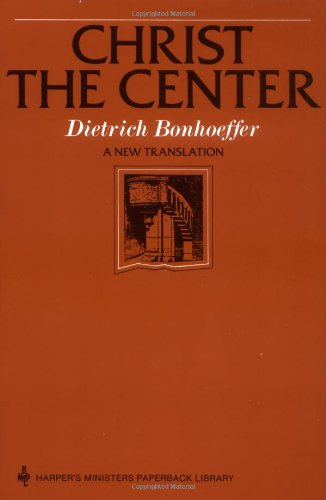 CHRIST
THE CENTER
Dietrich Bonhoeffer
A NEW TRANSLATION
HARPER'S MINISTERS PAPERBACK LIBRARY